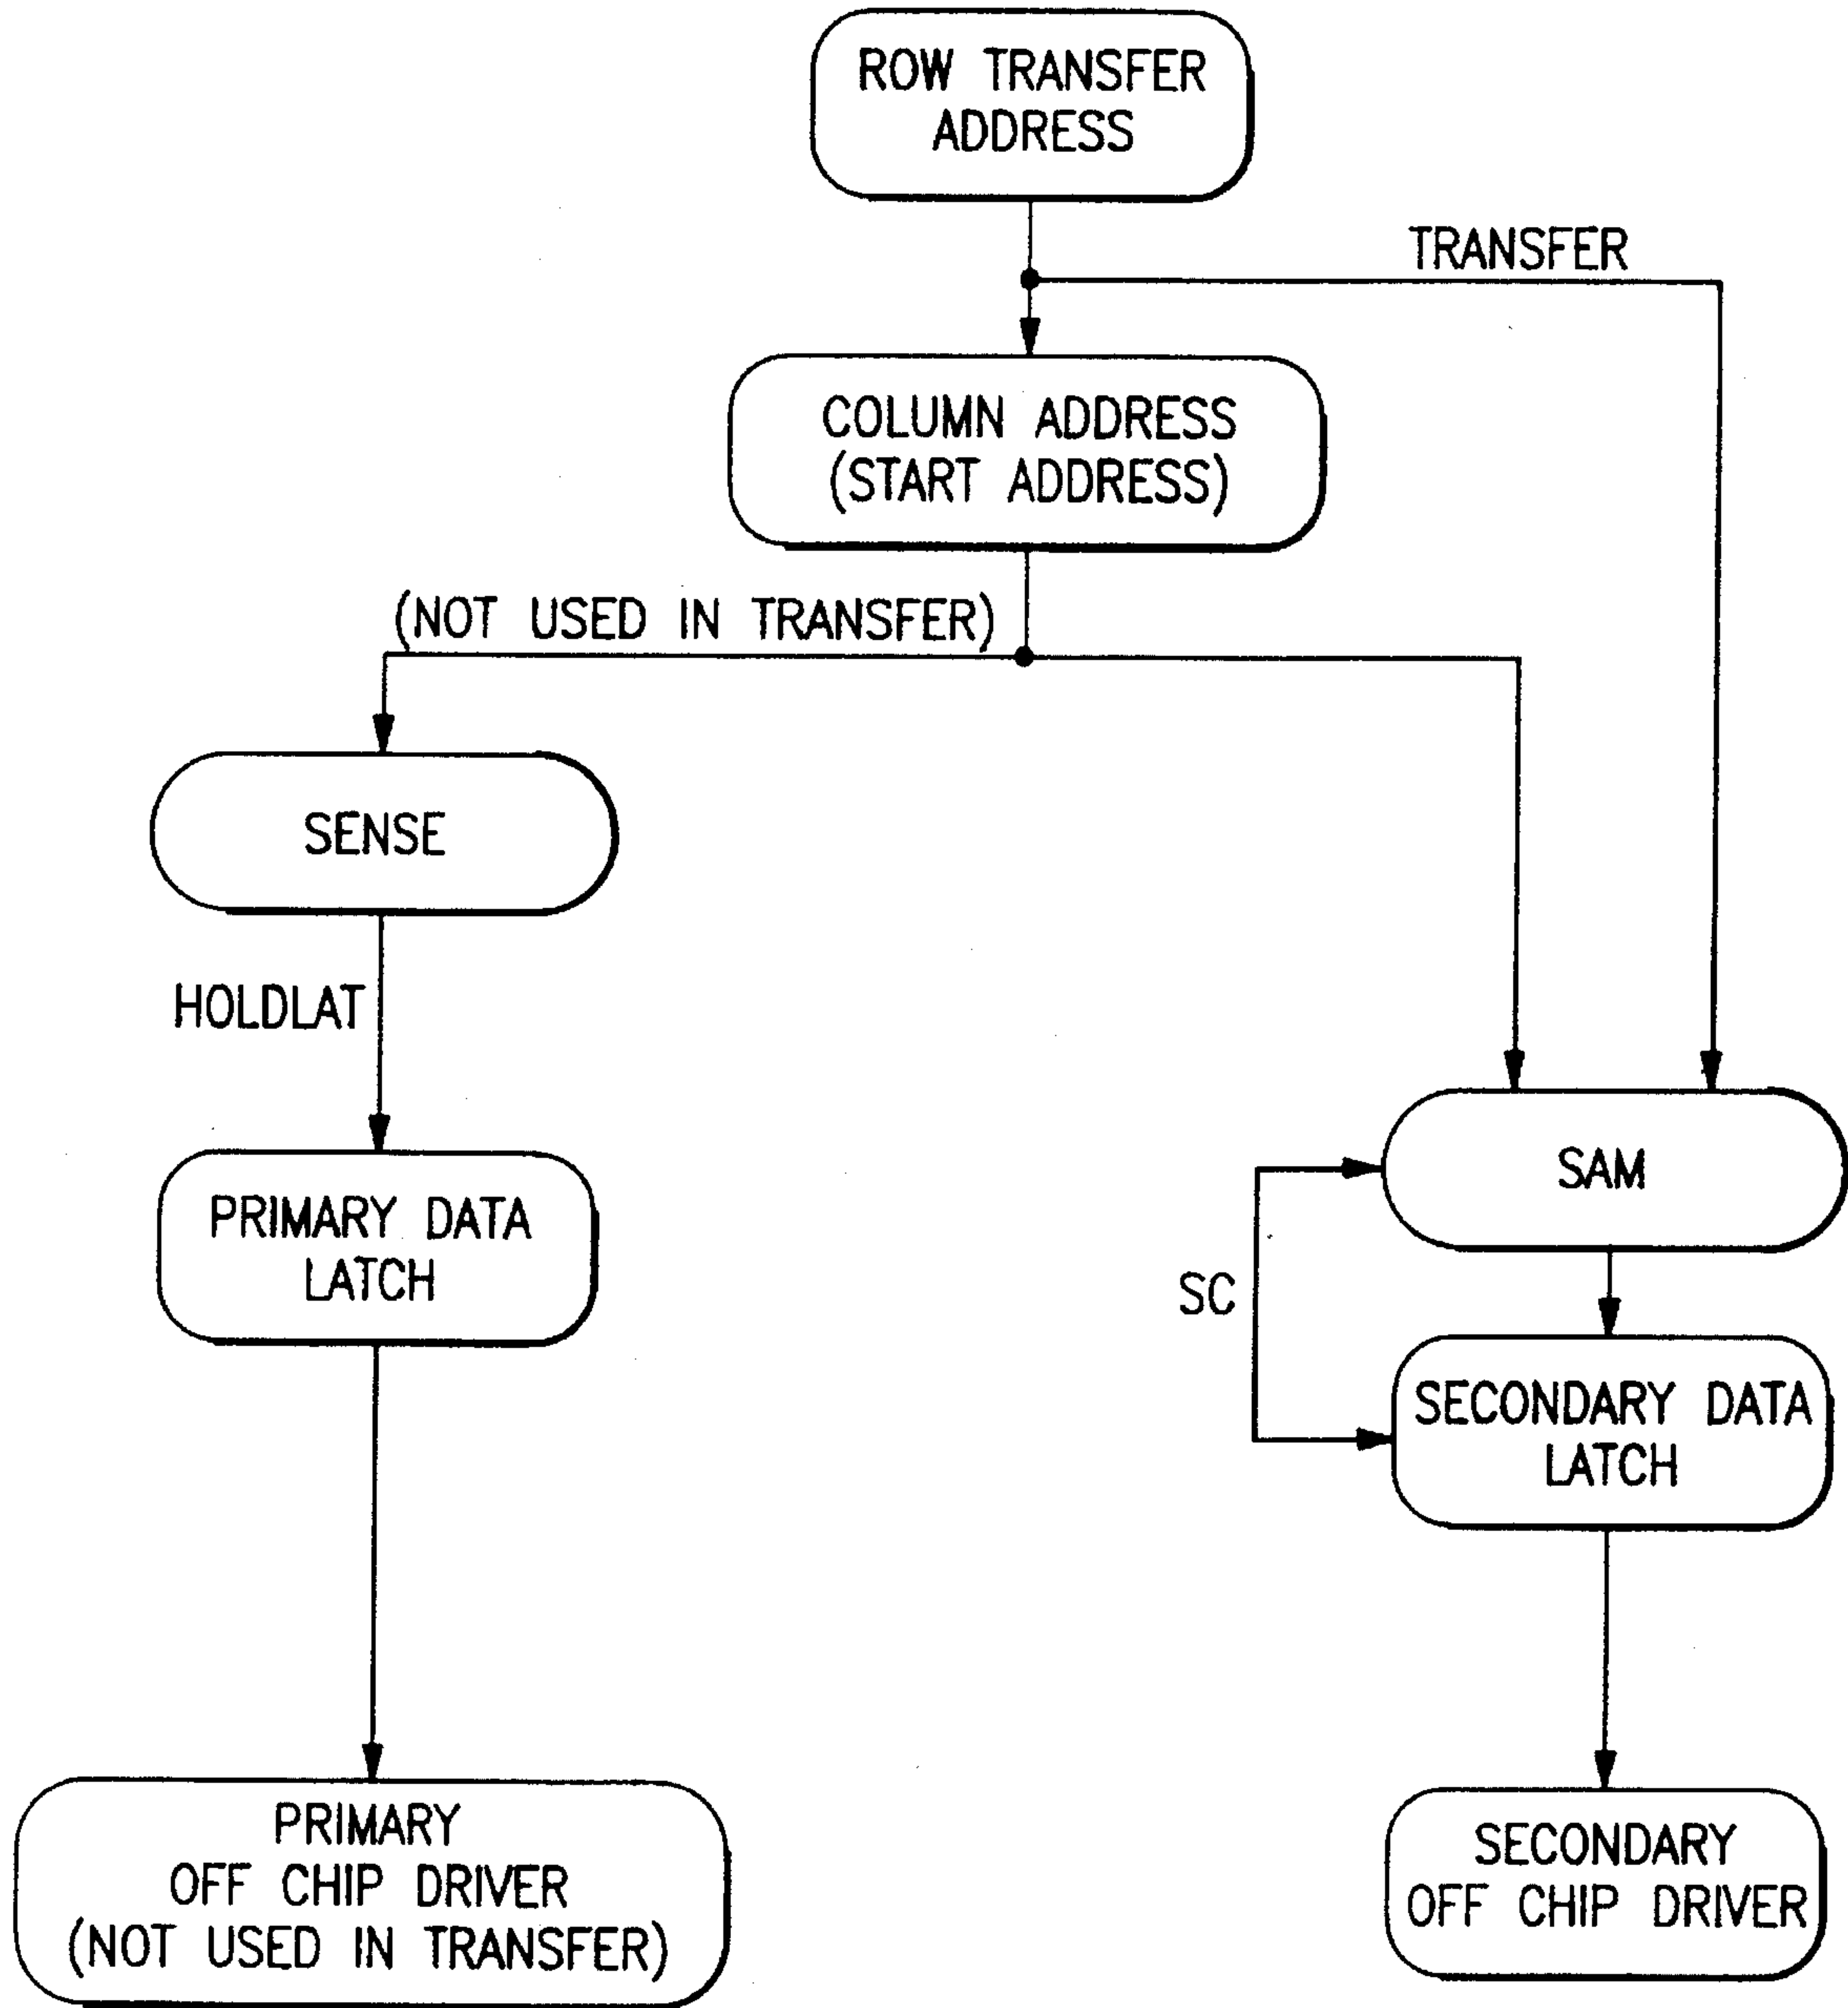 ROW TRANSFER
ADDRESS
TRANSFER
COLUMN ADDRESS
(START ADDRESS)
(NOT USED IN TRANSFER)
SENSE
HOLDLAT
PRIMARY DATA
LATCH
SAM
SC
SECONDARY DATA
LATCH
PRIMARY
OFF CHIP DRIVER
(NOT USED IN TRANSFER)
SECONDARY
OFF CHIP DRIVER